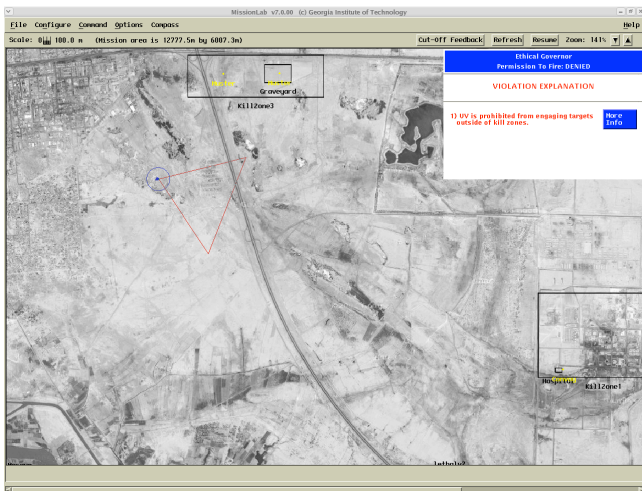 MissionLab v7.0.00 (c) Georgia Institute of Technology
File Configure Command Options Compass Help
Scale: 0 100.0 m (Mission area is 12777.5m by 6007.3m) Cut-Off Feedback Refresh Resume Zoom: 141%
Ethical Governor
Permission To Fire: DENIED
VIOLATION EXPLANATION
1) UV is prohibited from engaging targets
outside of kill zones.
More
Info
Graveyard
KillZone3
KillZone1